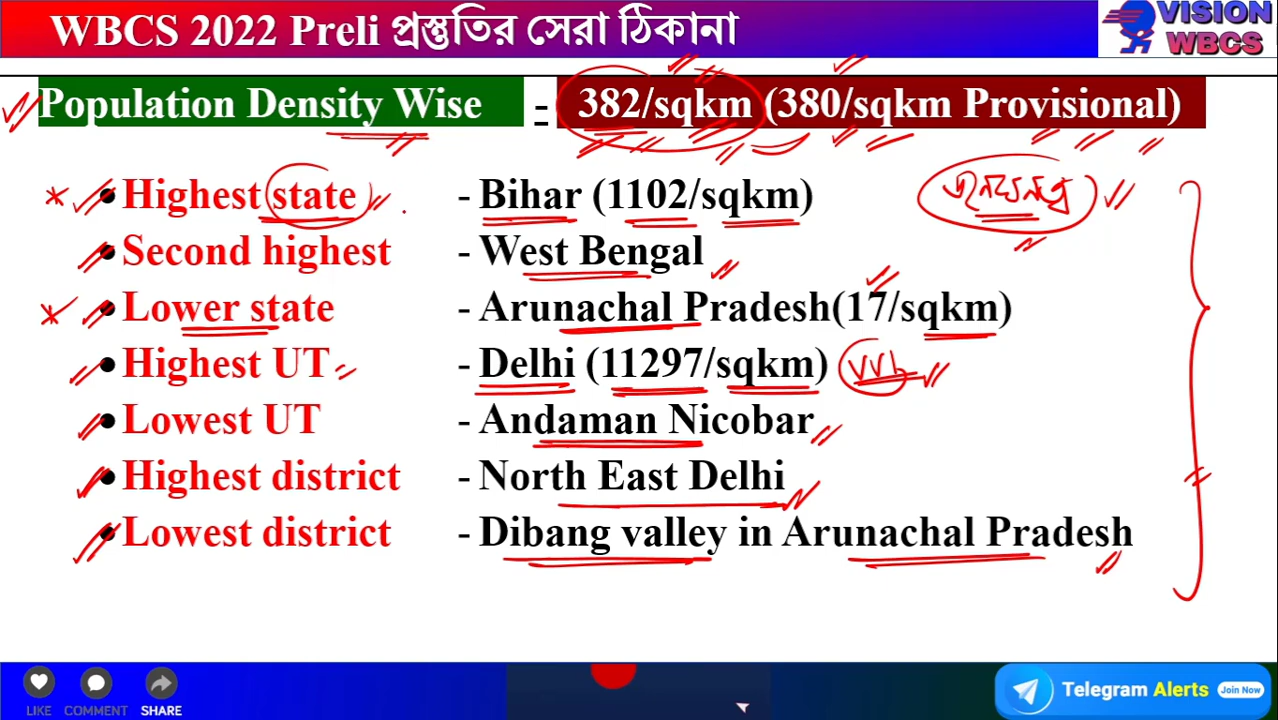 WBCS 2022 Preli প্রস্তুতির সেরা ঠিকানা
VISION
WBCS
Population Density Wise - 382/sqkm (380/sqkm Provisional)
• Highest state - Bihar (1102/sqkm)
জনঘনত্ব
• Second highest - West Bengal
• Lower state - Arunachal Pradesh(17/sqkm)
• Highest UT - Delhi (11297/sqkm) VVI
• Lowest UT - Andaman Nicobar
• Highest district - North East Delhi
• Lowest district - Dibang valley in Arunachal Pradesh
LIKE COMMENT SHARE
Telegram Alerts Join Now